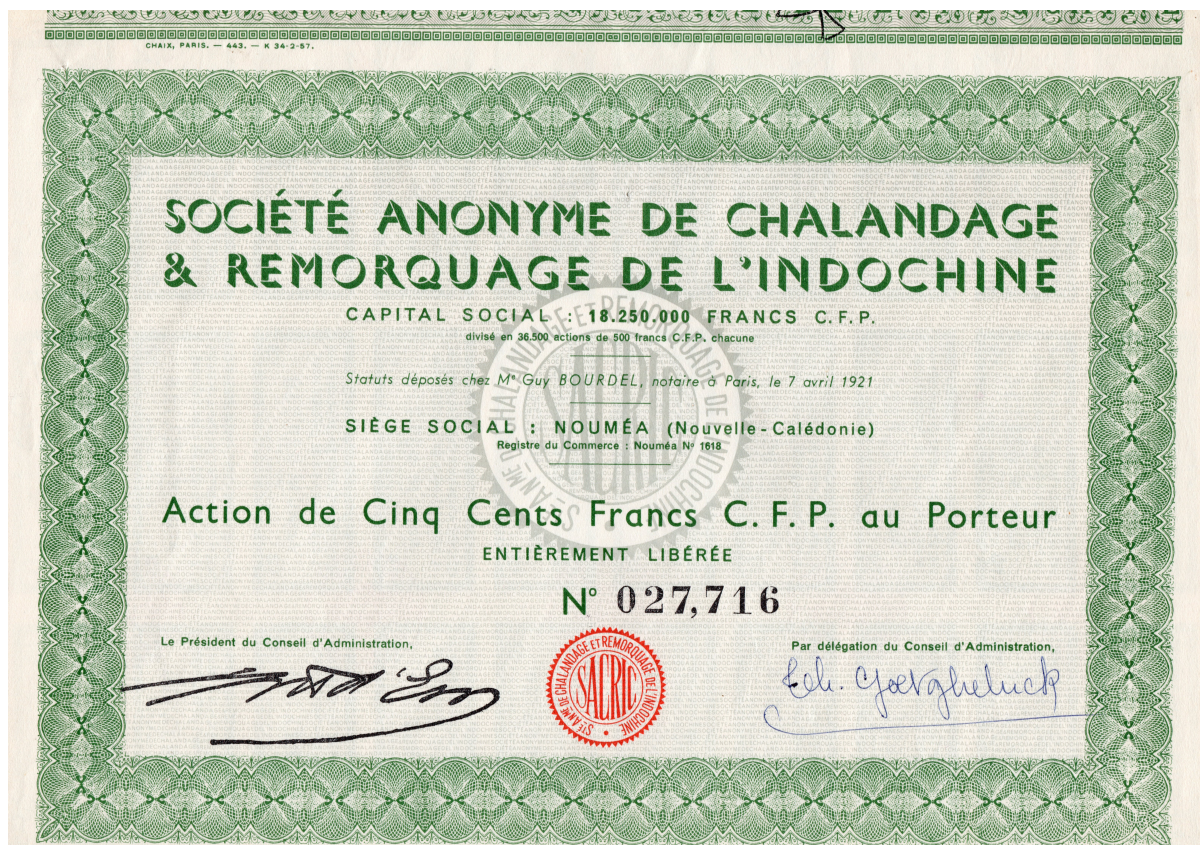 CHAIX, PARIS. — 443. — K 34-2-57.
SOCIÉTÉ ANONYME DE CHALANDAGE
& REMORQUAGE DE L'INDOCHINE
CAPITAL SOCIAL : 18.250.000 FRANCS C.F.P.
divisé en 36.500 actions de 500 francs C.F.P. chacune
Statuts déposés chez Me Guy BOURDEL, notaire à Paris, le 7 avril 1921
SIÈGE SOCIAL : NOUMÉA (Nouvelle-Calédonie)
Registre du Commerce : Nouméa No 1618
Action de Cinq Cents Francs C.F.P. au Porteur
ENTIÈREMENT LIBÉRÉE
No 027,716
Le Président du Conseil d'Administration,
Par délégation du Conseil d'Administration,
STE ANME DE CHALANDAGE ET REMORQUAGE DE L'INDOCHINE
SACRIC